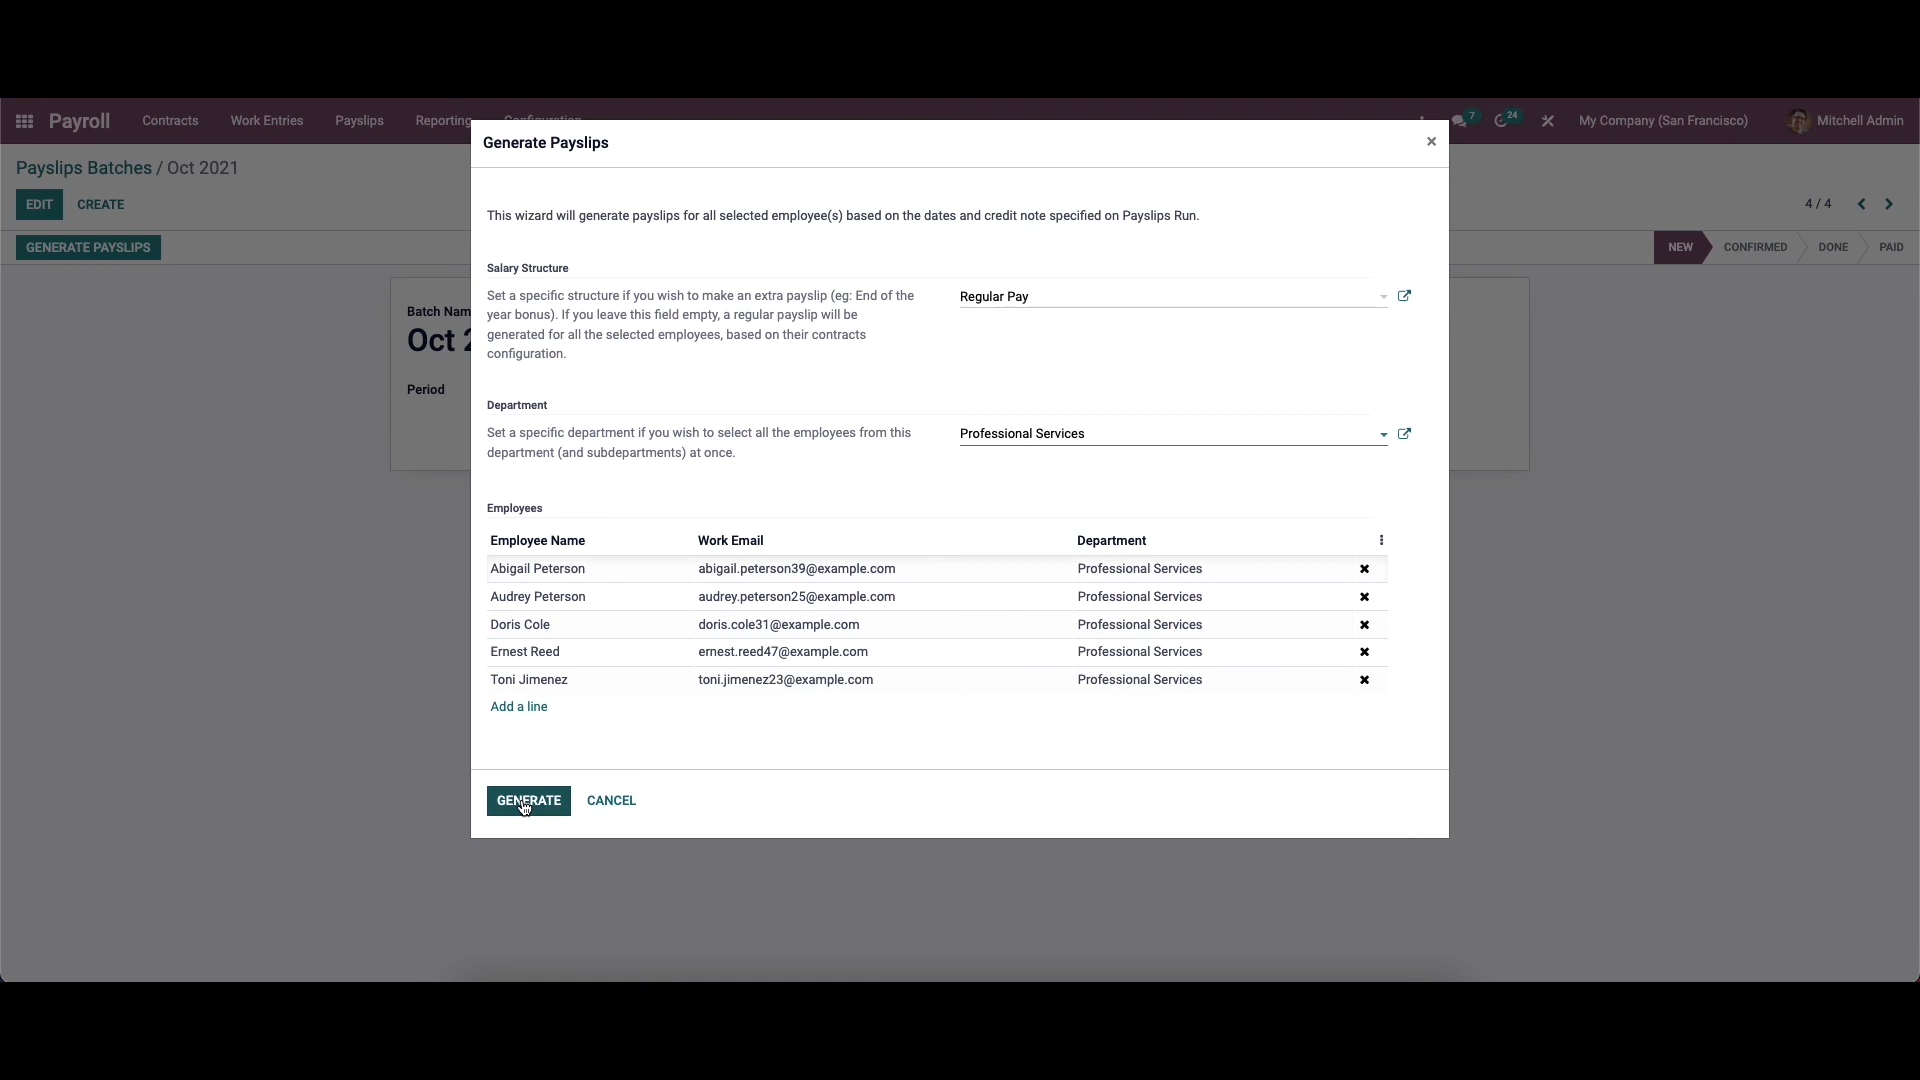 Payroll Contracts Work Entries Payslips Reporting 7 24 My Company (San Francisco) Mitchell Admin
Payslips Batches / Oct 2021
EDIT CREATE
4 / 4
GENERATE PAYSLIPS
NEW CONFIRMED DONE PAID
Batch Nam
Oct 2
Period
Generate Payslips
This wizard will generate payslips for all selected employee(s) based on the dates and credit note specified on Payslips Run.
Salary Structure
Set a specific structure if you wish to make an extra payslip (eg: End of the
year bonus). If you leave this field empty, a regular payslip will be
generated for all the selected employees, based on their contracts
configuration.
Regular Pay
Department
Set a specific department if you wish to select all the employees from this
department (and subdepartments) at once.
Professional Services
Employees
Employee Name Work Email Department
Abigail Peterson abigail.peterson39@example.com Professional Services
Audrey Peterson audrey.peterson25@example.com Professional Services
Doris Cole doris.cole31@example.com Professional Services
Ernest Reed ernest.reed47@example.com Professional Services
Toni Jimenez toni.jimenez23@example.com Professional Services
Add a line
GENERATE CANCEL